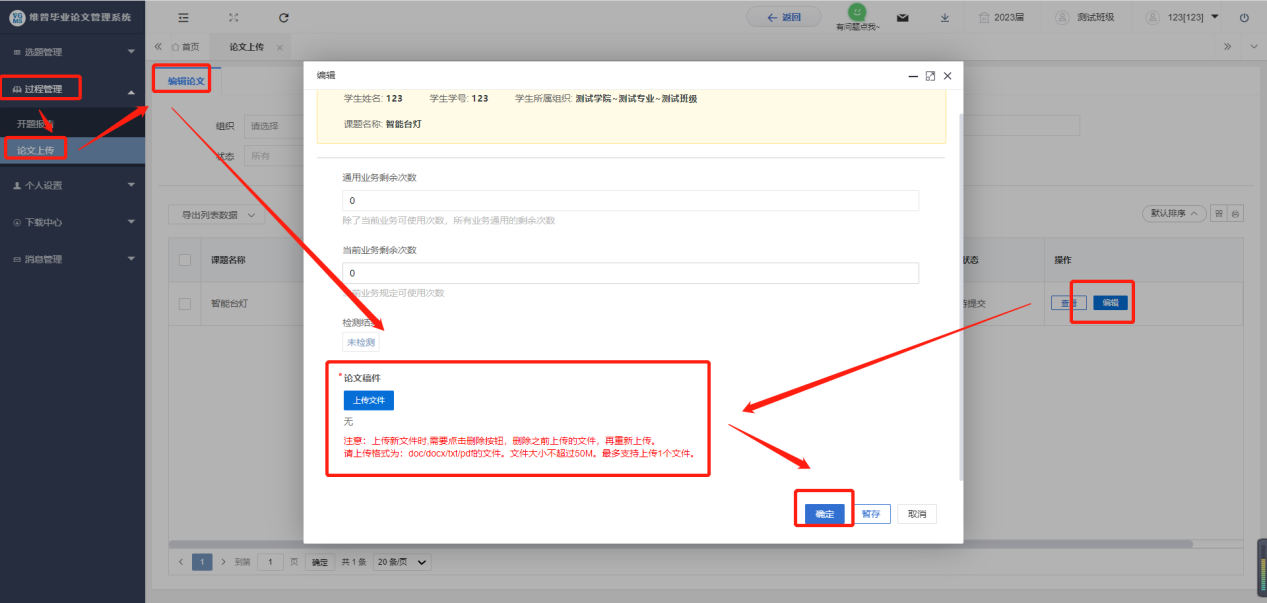 维普毕业论文管理系统
返回
有问题点我~
2023届
测试班级
123[123]
选题管理
首页
论文上传
过程管理
编辑论文
开题报告
论文上传
个人设置
下载中心
消息管理
组织
请选择
状态
所有
导出列表数据
默认排序
课题名称
状态
操作
智能台灯
待提交
查看
编辑
编辑
学生姓名: 123
学生学号: 123
学生所属组织: 测试学院~测试专业~测试班级
课题名称: 智能台灯
通用业务剩余次数
0
除了当前业务可使用次数，所有业务通用的剩余次数
当前业务剩余次数
0
当前业务规定可使用次数
检测结果
未检测
*论文稿件
上传文件
无
注意：上传新文件时,需要点击删除按钮，删除之前上传的文件，再重新上传。
请上传格式为：doc/docx/txt/pdf的文件。文件大小不超过50M。最多支持上传1个文件。
确定
暂存
取消
1
到第
1
页
确定
共 1 条
20 条/页